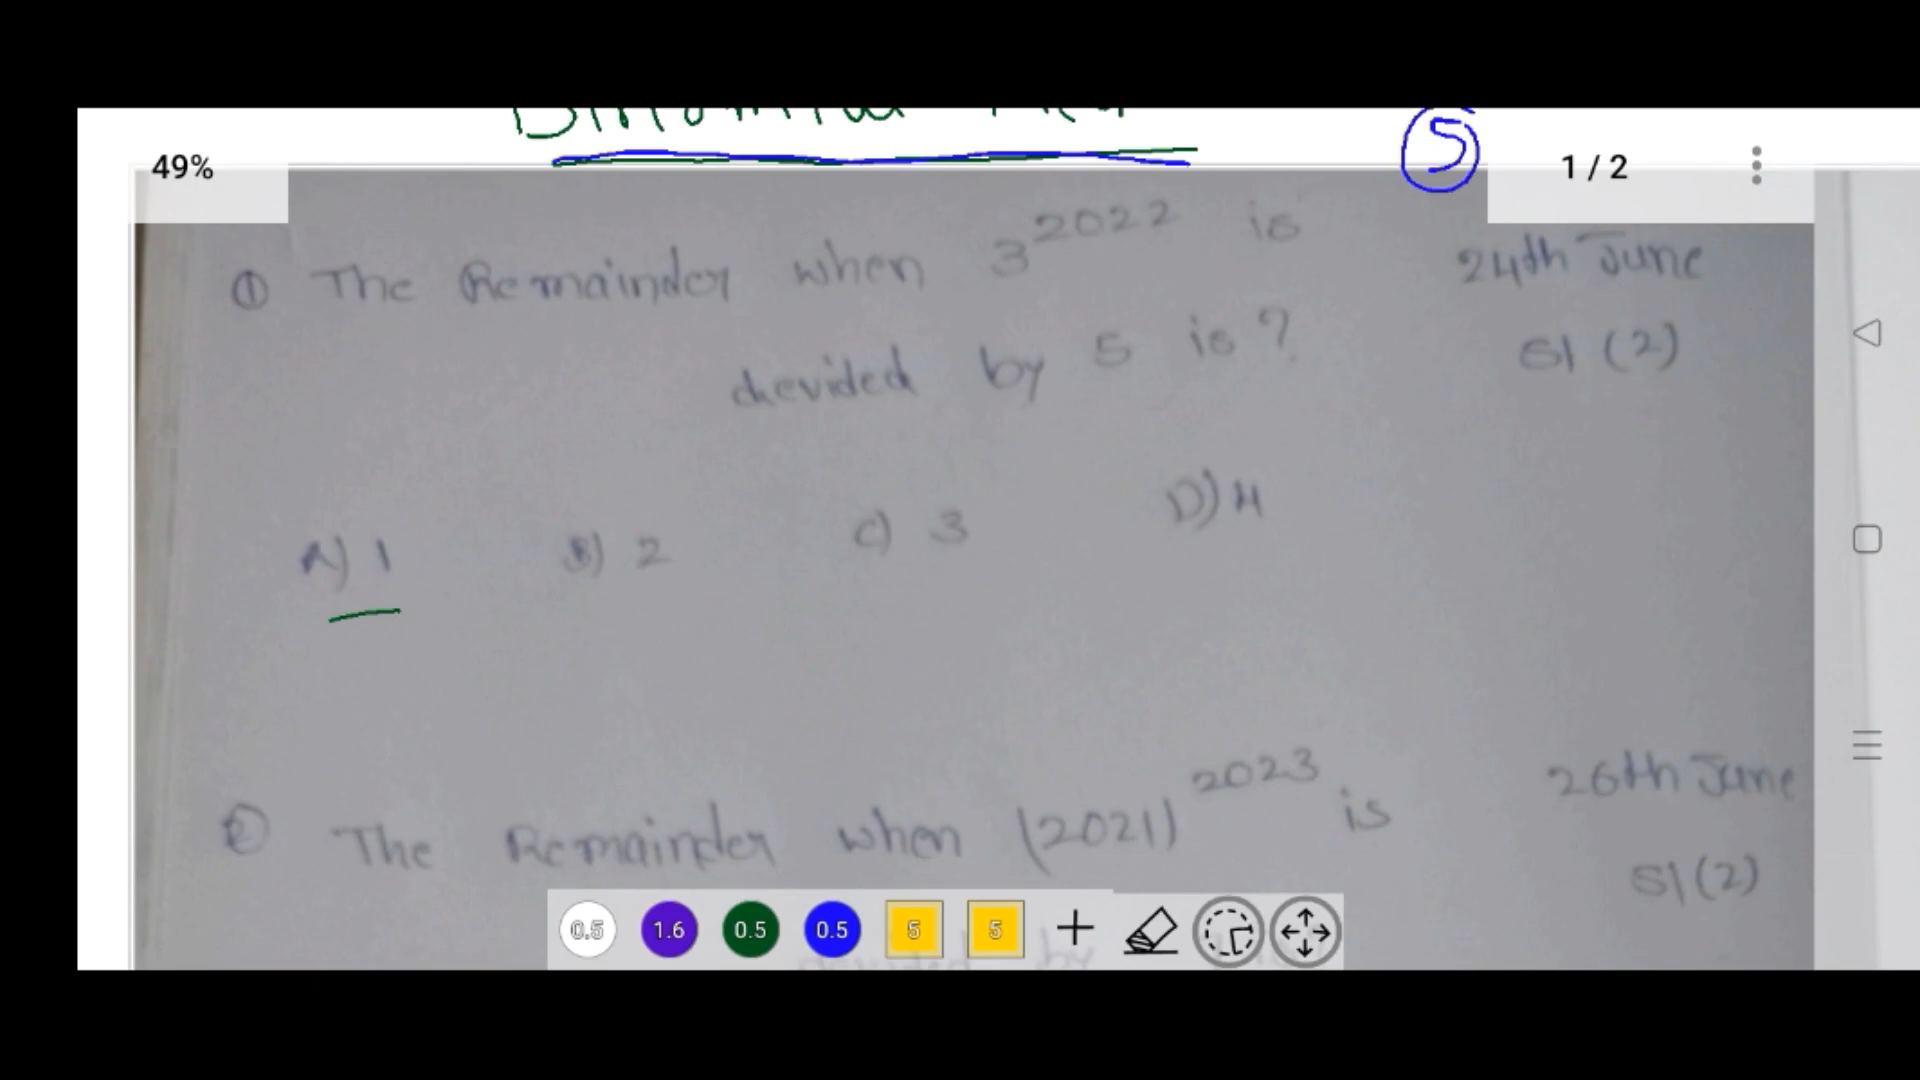 5
49%
1 / 2
① The Remainder when 3^2022 is
devided by 5 is ?
24th June
S1 (2)
A) 1 B) 2 C) 3 D) 4
② The Remainder when (2021)^2023 is
26th June
S1 (2)
0.5 1.6 0.5 0.5 5 5
by